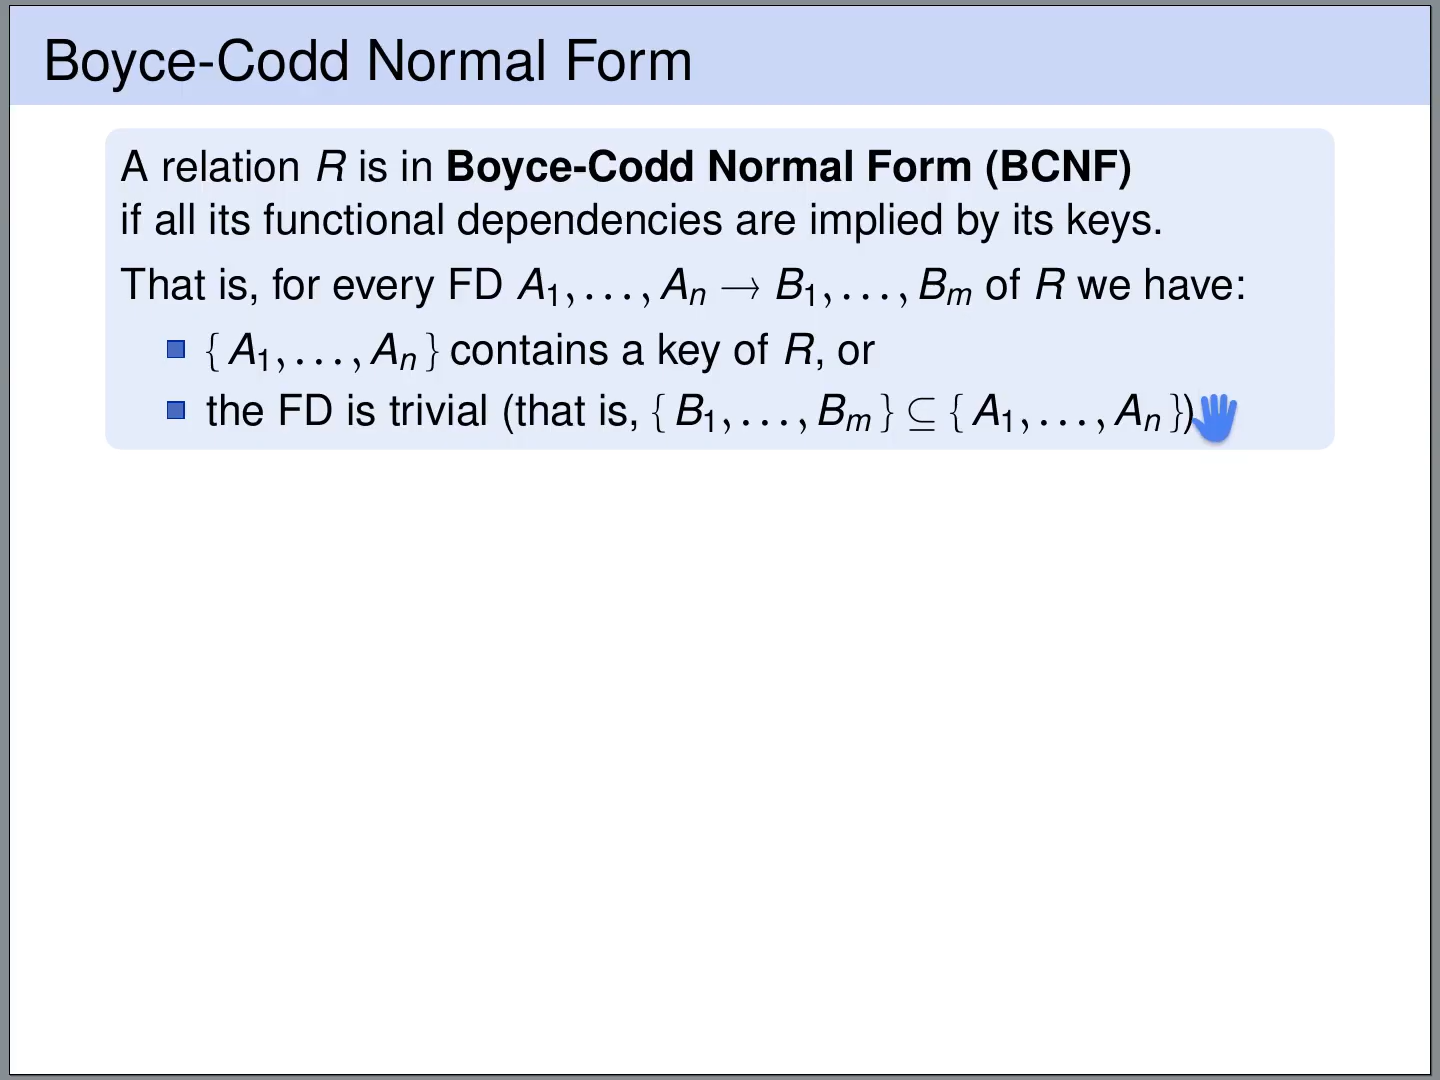 Boyce-Codd Normal Form
A relation R is in Boyce-Codd Normal Form (BCNF)
if all its functional dependencies are implied by its keys.
That is, for every FD A₁, . . . , Aₙ → B₁, . . . , Bₘ of R we have:
{ A₁, . . . , Aₙ } contains a key of R, or
the FD is trivial (that is, { B₁, . . . , Bₘ } ⊆ { A₁, . . . , Aₙ })